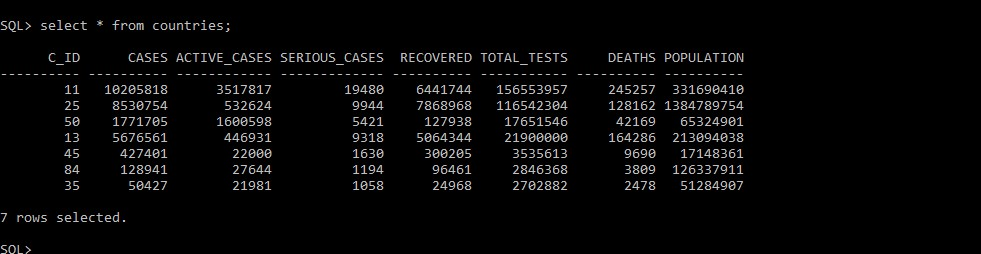 SQL> select * from countries;
C_ID CASES ACTIVE_CASES SERIOUS_CASES RECOVERED TOTAL_TESTS DEATHS POPULATION
---------- ---------- ------------ ------------- ---------- ----------- ---------- ----------
11 10205818 3517817 19480 6441744 156553957 245257 331690410
25 8530754 532624 9944 7868968 116542304 128162 1384789754
50 1771705 1600598 5421 127938 17651546 42169 65324901
13 5676561 446931 9318 5064344 21900000 164286 213094038
45 427401 22000 1630 300205 3535613 9690 17148361
84 128941 27644 1194 96461 2846368 3809 126337911
35 50427 21981 1058 24968 2702882 2478 51284907
7 rows selected.
SQL>